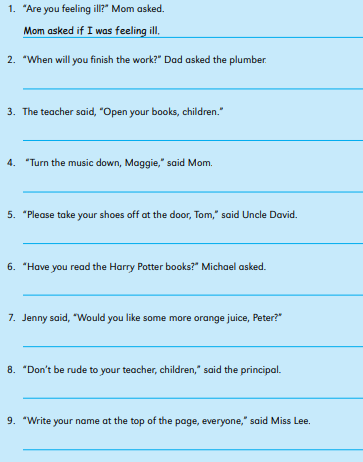 1. "Are you feeling ill?" Mom asked.
Mom asked if I was feeling ill.
2. "When will you finish the work?" Dad asked the plumber
3. The teacher said, "Open your books, children."
4. "Turn the music down, Maggie," said Mom.
5. "Please take your shoes off at the door, Tom," said Uncle David.
6. "Have you read the Harry Potter books?" Michael asked.
7. Jenny said, "Would you like some more orange juice, Peter?"
8. "Don't be rude to your teacher, children," said the principal.
9. "Write your name at the top of the page, everyone," said Miss Lee.